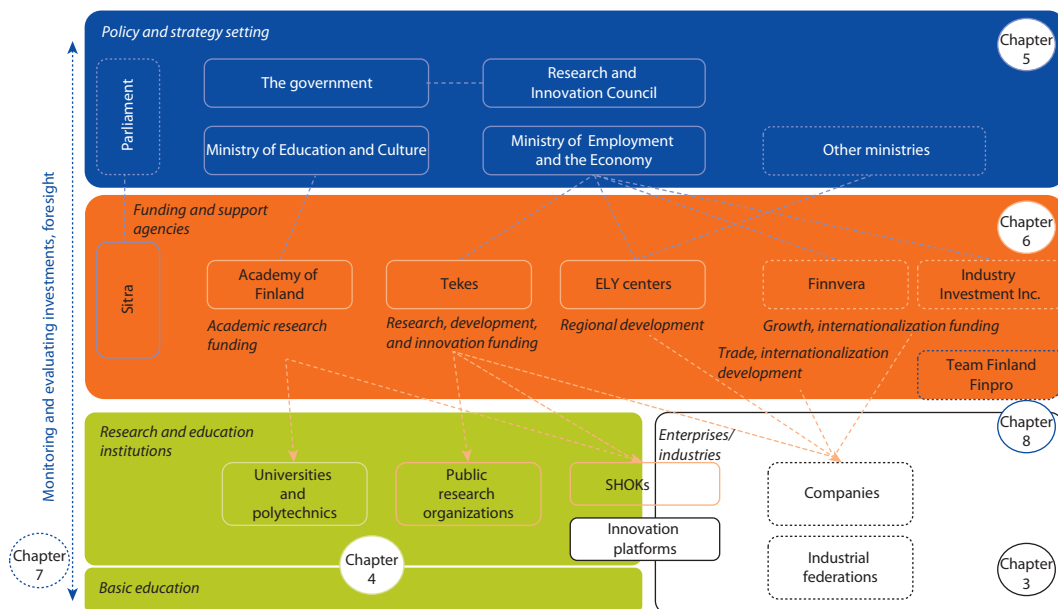 Policy and strategy setting
Chapter
5
Parliament
The government
Research and
Innovation Council
Ministry of Education and Culture
Ministry of Employment
and the Economy
Other ministries
Monitoring and evaluating investments, foresight
Funding and support
agencies
Chapter
6
Sitra
Academy of
Finland
Tekes
ELY centers
Finnvera
Industry
Investment Inc.
Academic research
funding
Research, development,
and innovation funding
Regional development
Growth, internationalization funding
Trade, internationalization
development
Team Finland
Finpro
Chapter
8
Research and education
institutions
Enterprises/
industries
Universities
and
polytechnics
Public
research
organizations
SHOKs
Companies
Innovation
platforms
Industrial
federations
Chapter
7
Chapter
4
Chapter
3
Basic education